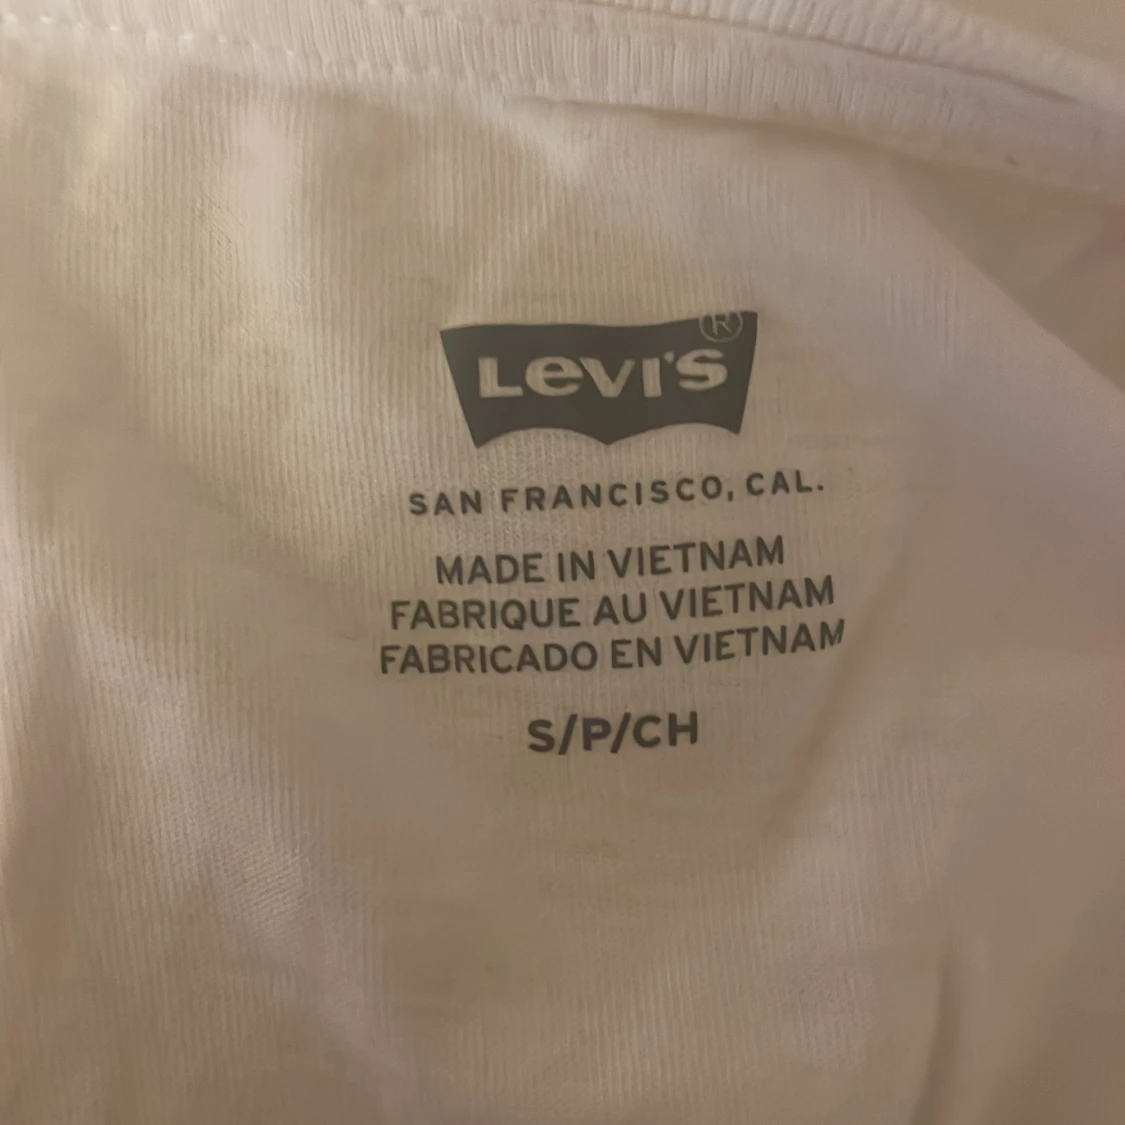 Levi's®
SAN FRANCISCO, CAL.
MADE IN VIETNAM
FABRIQUE AU VIETNAM
FABRICADO EN VIETNAM
S/P/CH